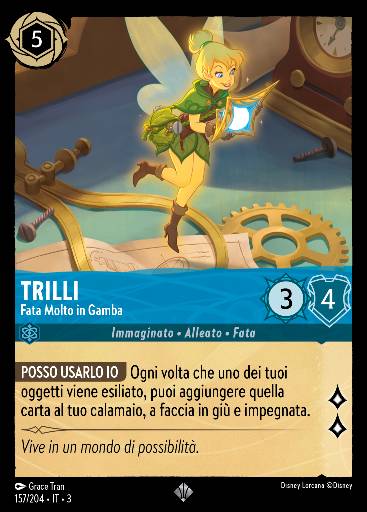 5
TRILLI
Fata Molto in Gamba
3
4
Immaginato • Alleato • Fata
POSSO USARLO IO Ogni volta che uno dei tuoi
oggetti viene esiliato, puoi aggiungere quella
carta al tuo calamaio, a faccia in giù e impegnata.
Vive in un mondo di possibilità.
Grace Tran
Disney Lorcana ©Disney
157/204 • IT • 3